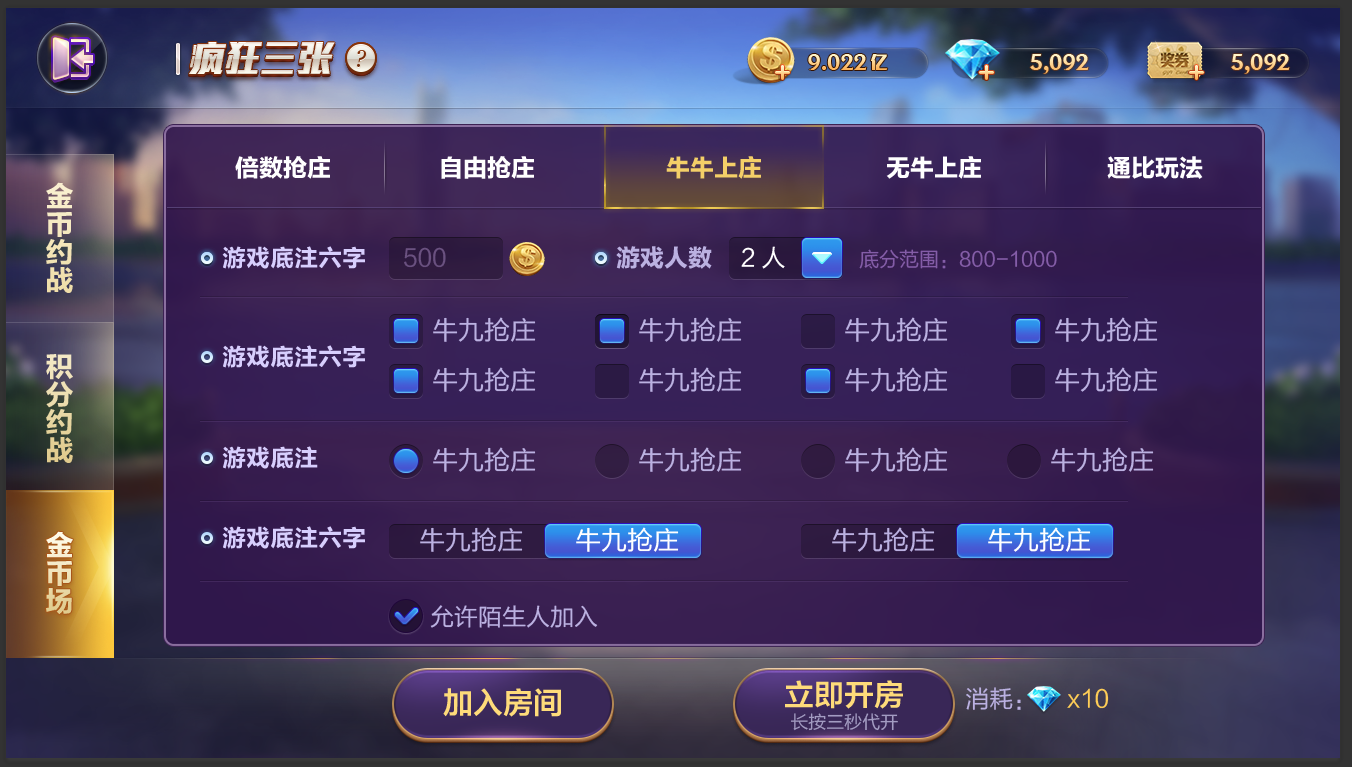 疯狂三张 ?
9.022亿
5,092
奖券
5,092
金币约战
积分约战
金币场
倍数抢庄
自由抢庄
牛牛上庄
无牛上庄
通比玩法
游戏底注六字 500 游戏人数 2 人 底分范围：800-1000
游戏底注六字
牛九抢庄 牛九抢庄 牛九抢庄 牛九抢庄
牛九抢庄 牛九抢庄 牛九抢庄 牛九抢庄
游戏底注 牛九抢庄 牛九抢庄 牛九抢庄 牛九抢庄
游戏底注六字 牛九抢庄 牛九抢庄 牛九抢庄 牛九抢庄
允许陌生人加入
加入房间
立即开房
长按三秒代开
消耗: x10